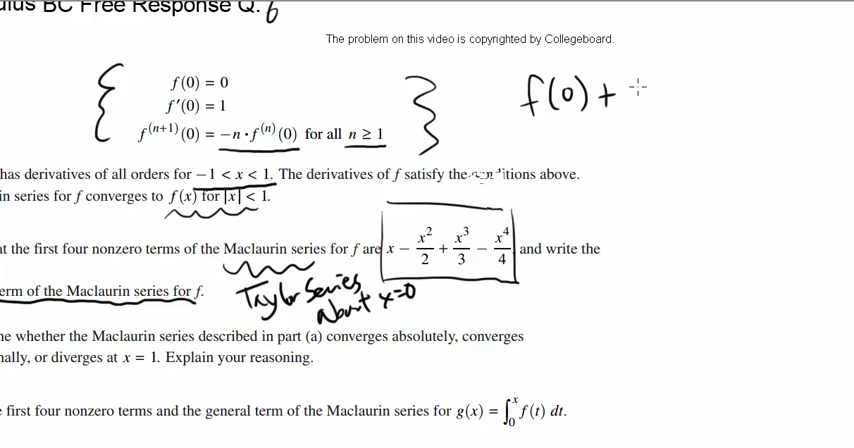 ulus BC Free Response Q. 6
The problem on this video is copyrighted by Collegeboard.
f(0) = 0
f′(0) = 1
f⁽ⁿ⁺¹⁾(0) = −n · f⁽ⁿ⁾(0) for all n ≥ 1
f(0) +
has derivatives of all orders for −1 < x < 1. The derivatives of f satisfy the itions above.
in series for f converges to f(x) for |x| < 1.
at the first four nonzero terms of the Maclaurin series for f are x − x²/2 + x³/3 − x⁴/4 and write the
erm of the Maclaurin series for f.
Taylor Series
about x=0
ne whether the Maclaurin series described in part (a) converges absolutely, converges
nally, or diverges at x = 1. Explain your reasoning.
first four nonzero terms and the general term of the Maclaurin series for g(x) = ∫₀ˣ f(t) dt.